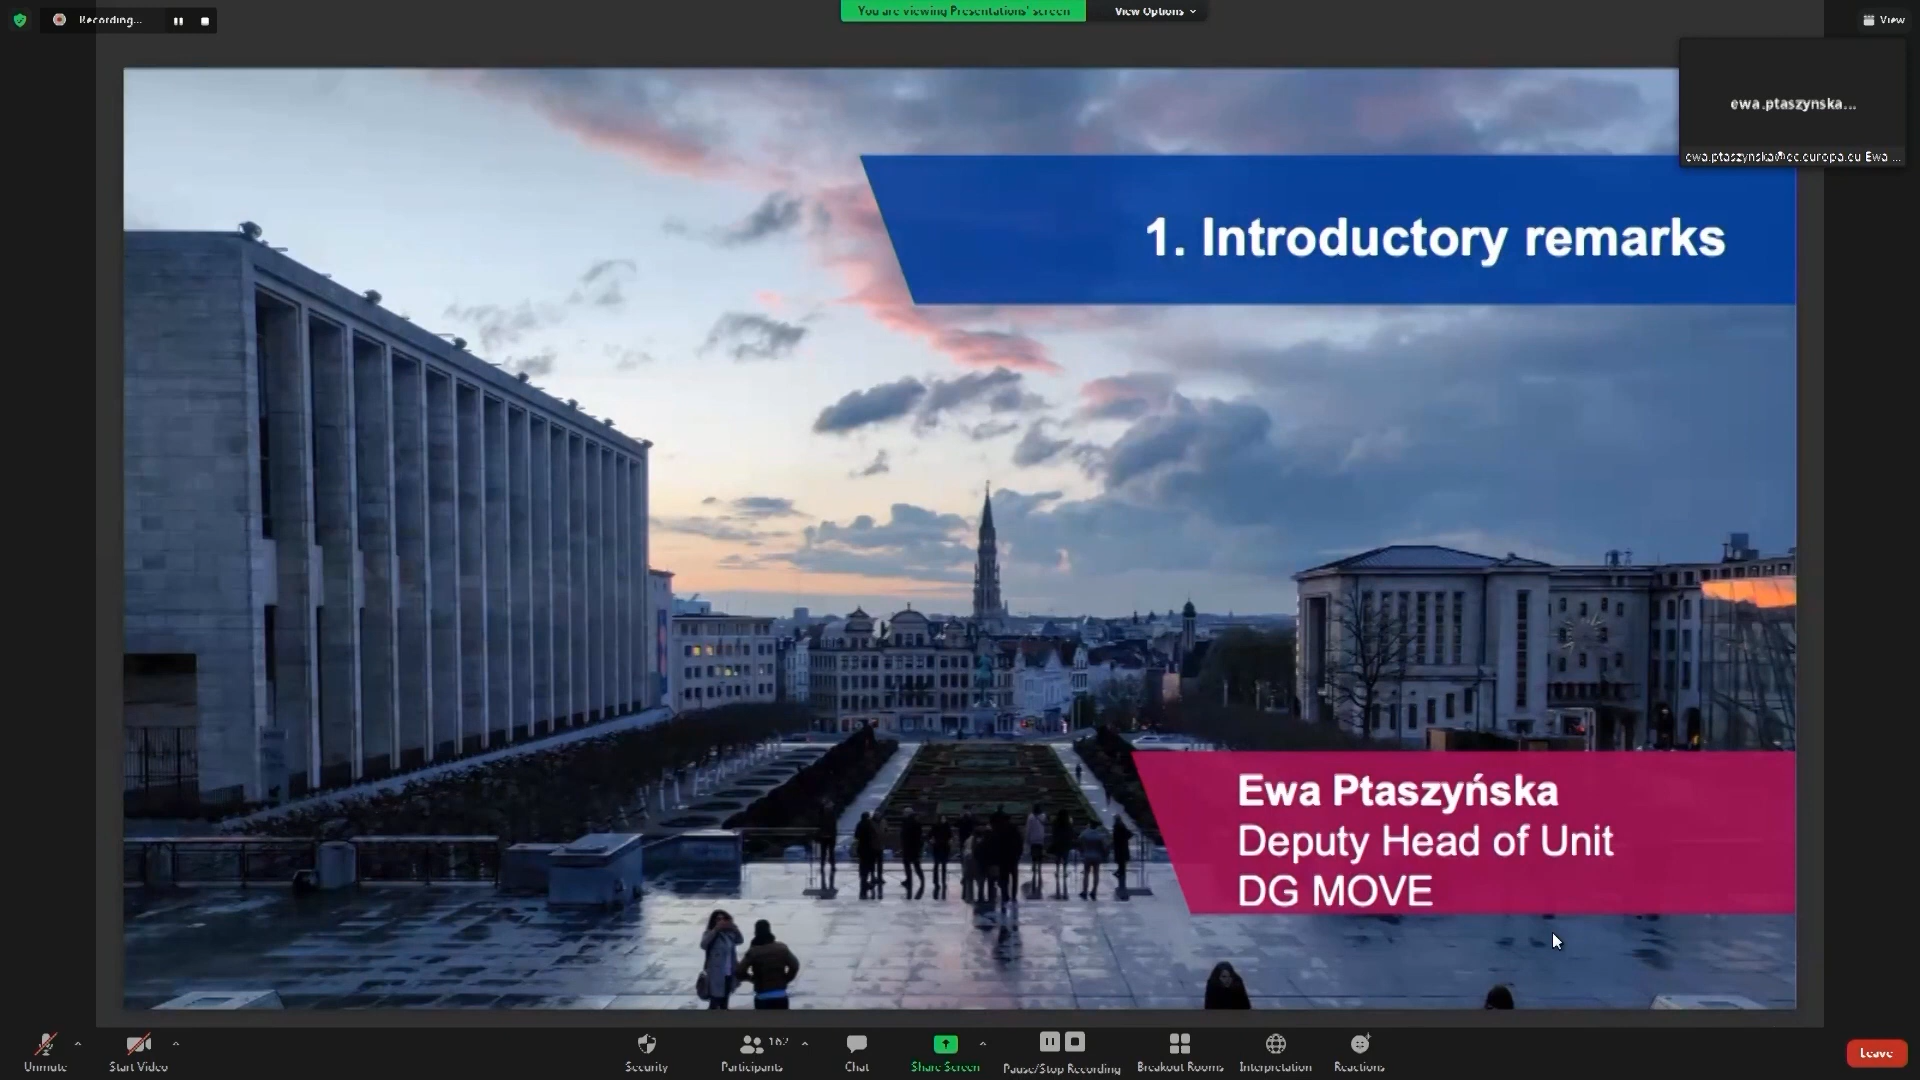 Recording...
You are viewing Presentations' screen
View Options
View
ewa.ptaszynska...
ewa.ptaszynska@ec.europa.eu Ewa ...
1. Introductory remarks
Ewa Ptaszyńska
Deputy Head of Unit
DG MOVE
Unmute
Start Video
Security
Participants
162
Chat
Share Screen
Pause/Stop Recording
Breakout Rooms
Interpretation
Reactions
Leave